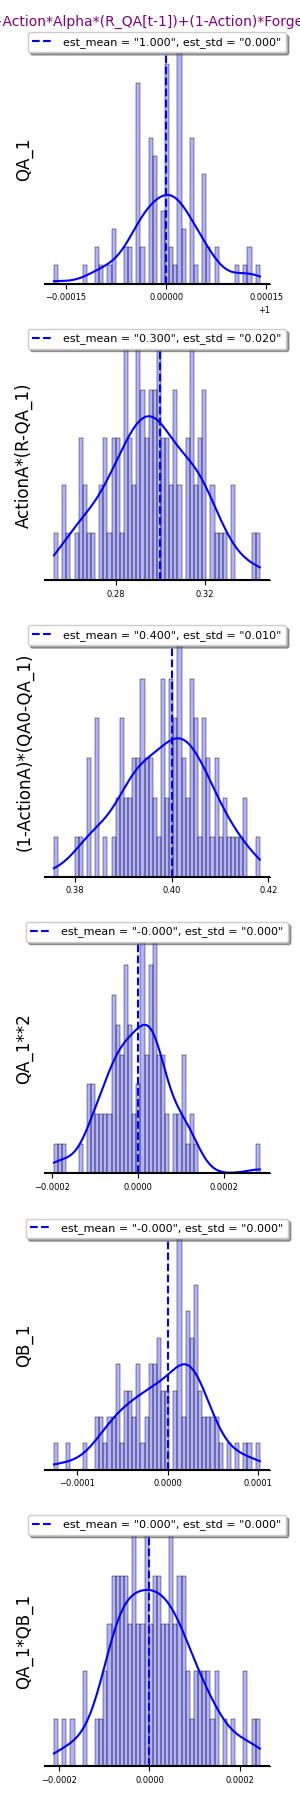 -Action*Alpha*(R_QA[t-1])+(1-Action)*Forge
est_mean = "1.000", est_std = "0.000"
QA_1
−0.00015 0.00000 0.00015
+1
est_mean = "0.300", est_std = "0.020"
ActionA*(R-QA_1)
0.28 0.32
est_mean = "0.400", est_std = "0.010"
(1-ActionA)*(QA0-QA_1)
0.38 0.40 0.42
est_mean = "-0.000", est_std = "0.000"
QA_1**2
−0.0002 0.0000 0.0002
est_mean = "-0.000", est_std = "0.000"
QB_1
−0.0001 0.0000 0.0001
est_mean = "0.000", est_std = "0.000"
QA_1*QB_1
−0.0002 0.0000 0.0002